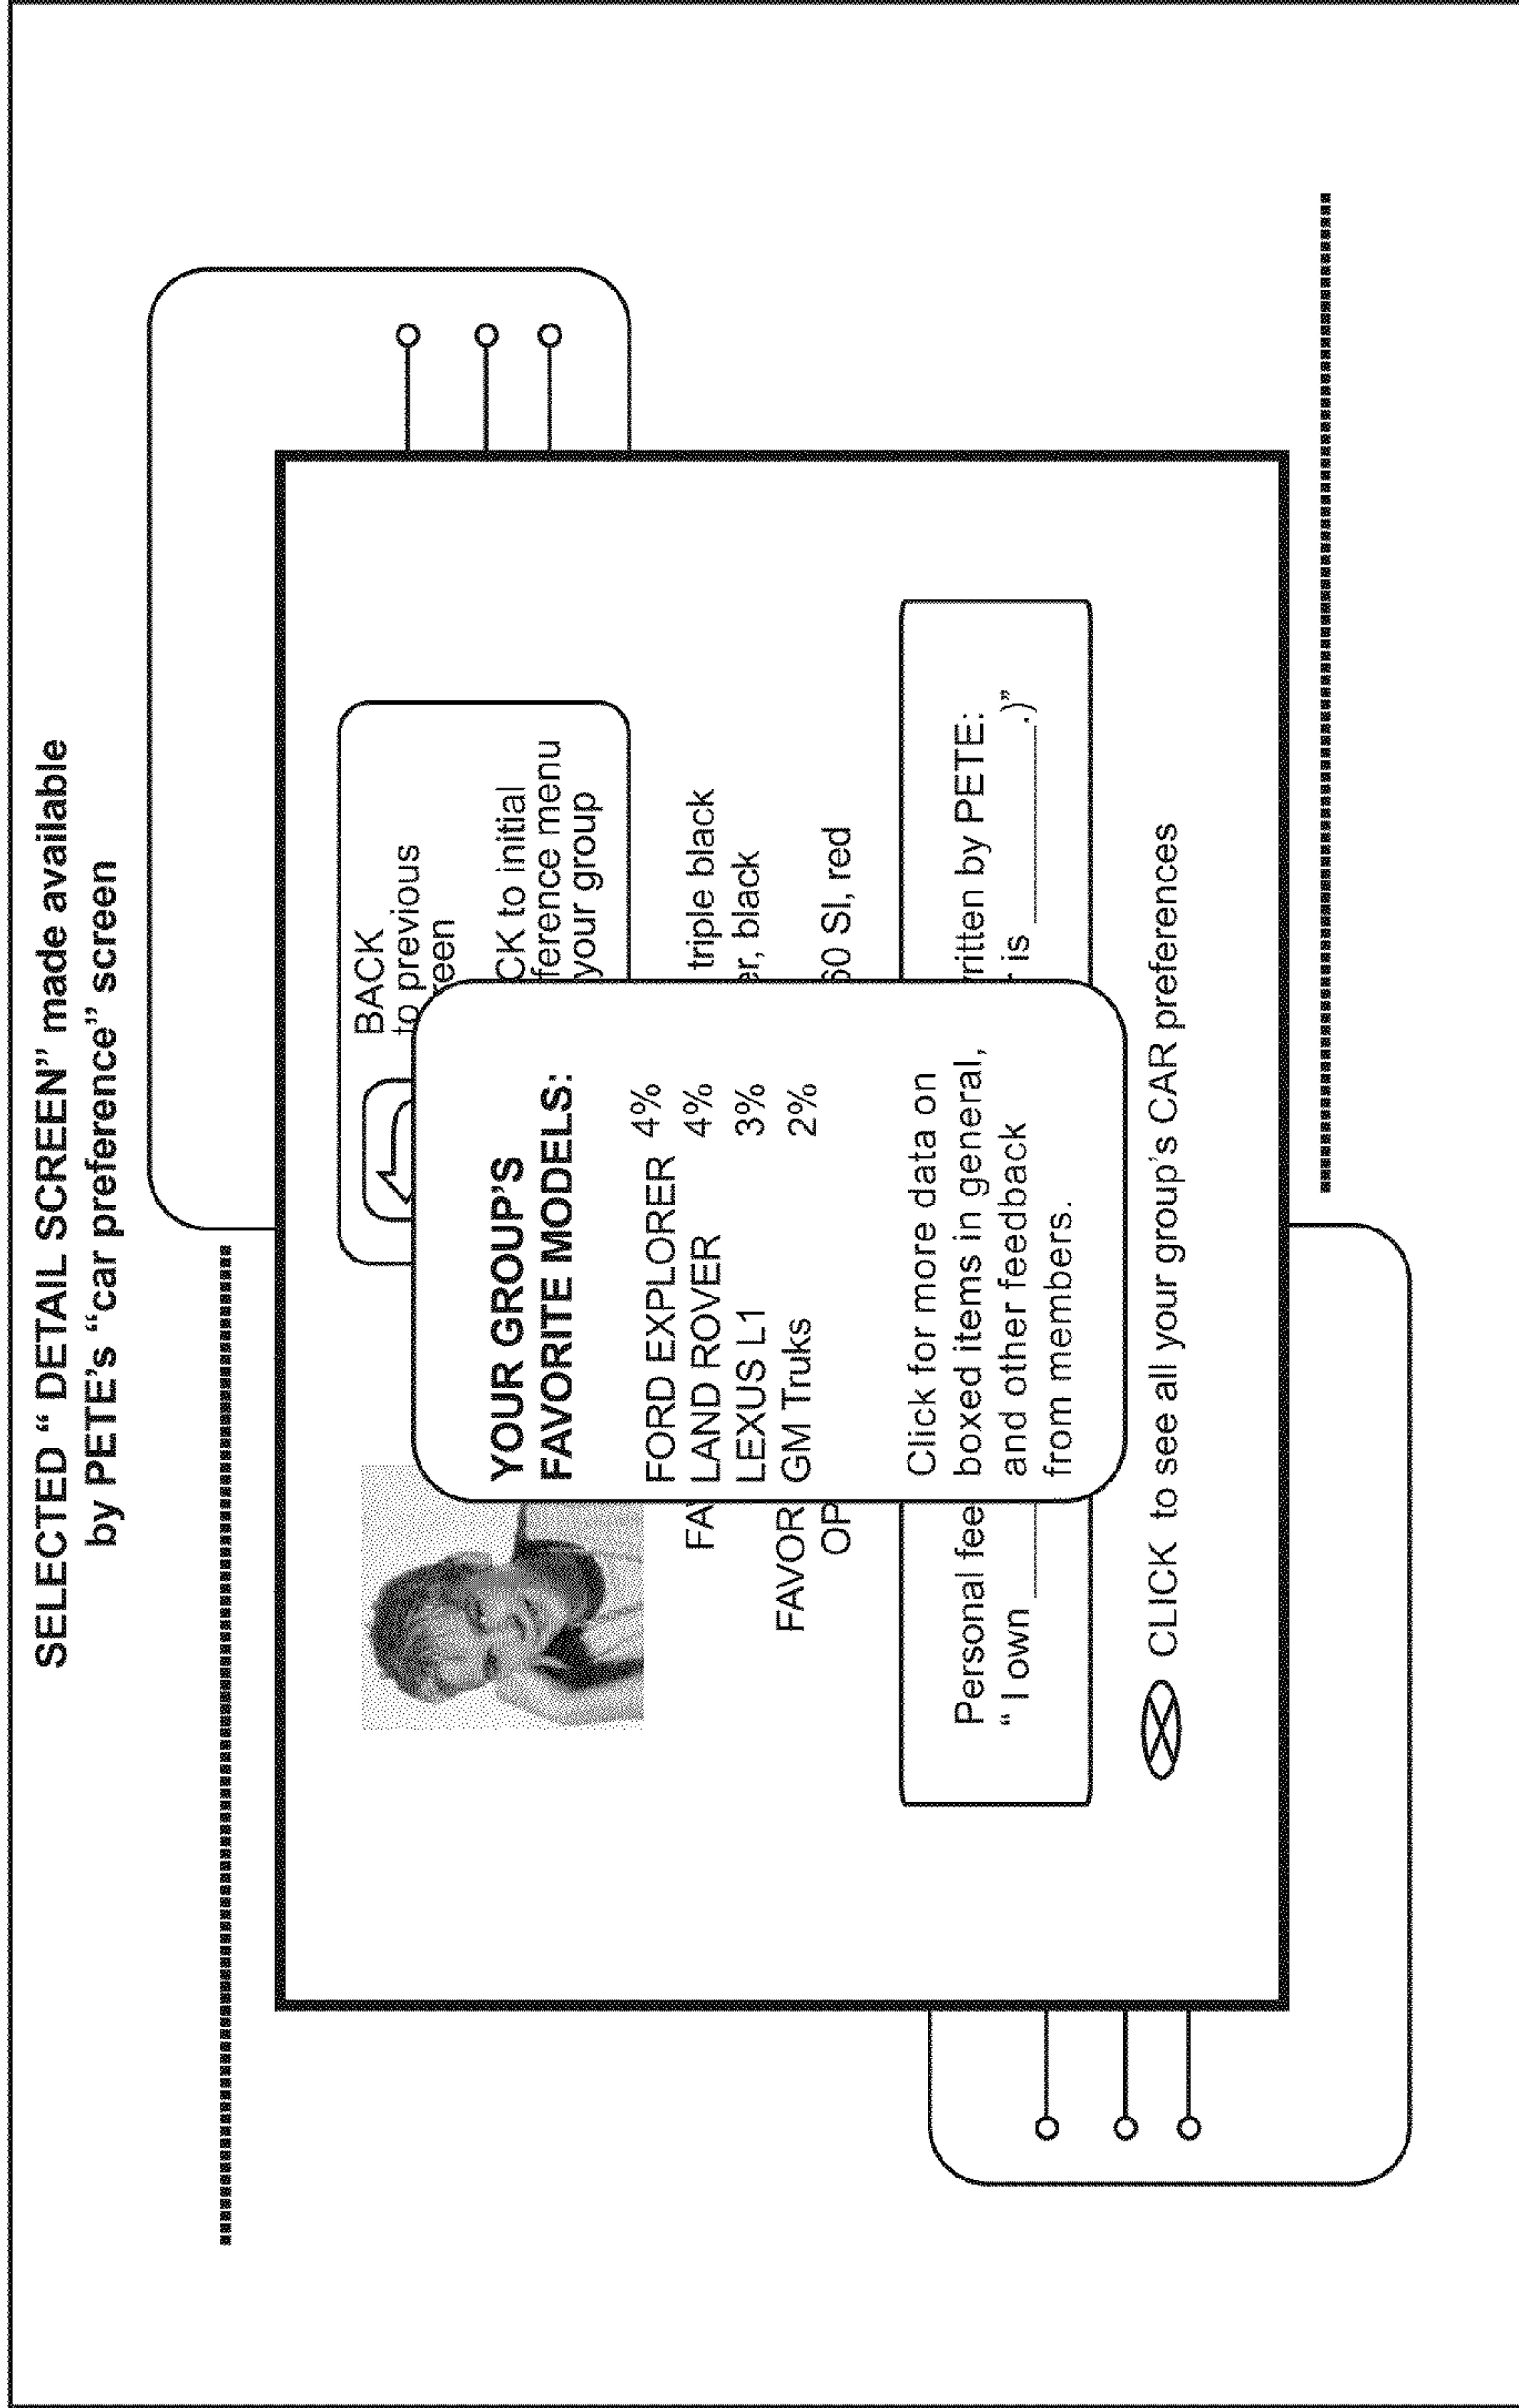 SELECTED “ DETAIL SCREEN” made available
by PETE's “car preference” screen
BACK
to previous
reen
CK to initial
ference menu
your group
YOUR GROUP'S
FAVORITE MODELS:
FORD EXPLORER 4%
LAND ROVER 4%
LEXUS L1 3%
GM Truks 2%
Click for more data on
boxed items in general,
and other feedback
from members.
FA triple black
er, black
FAVOR
OP 60 SI, red
Personal fee ritten by PETE:
“ I own ________ r is ________.)”
CLICK to see all your group's CAR preferences